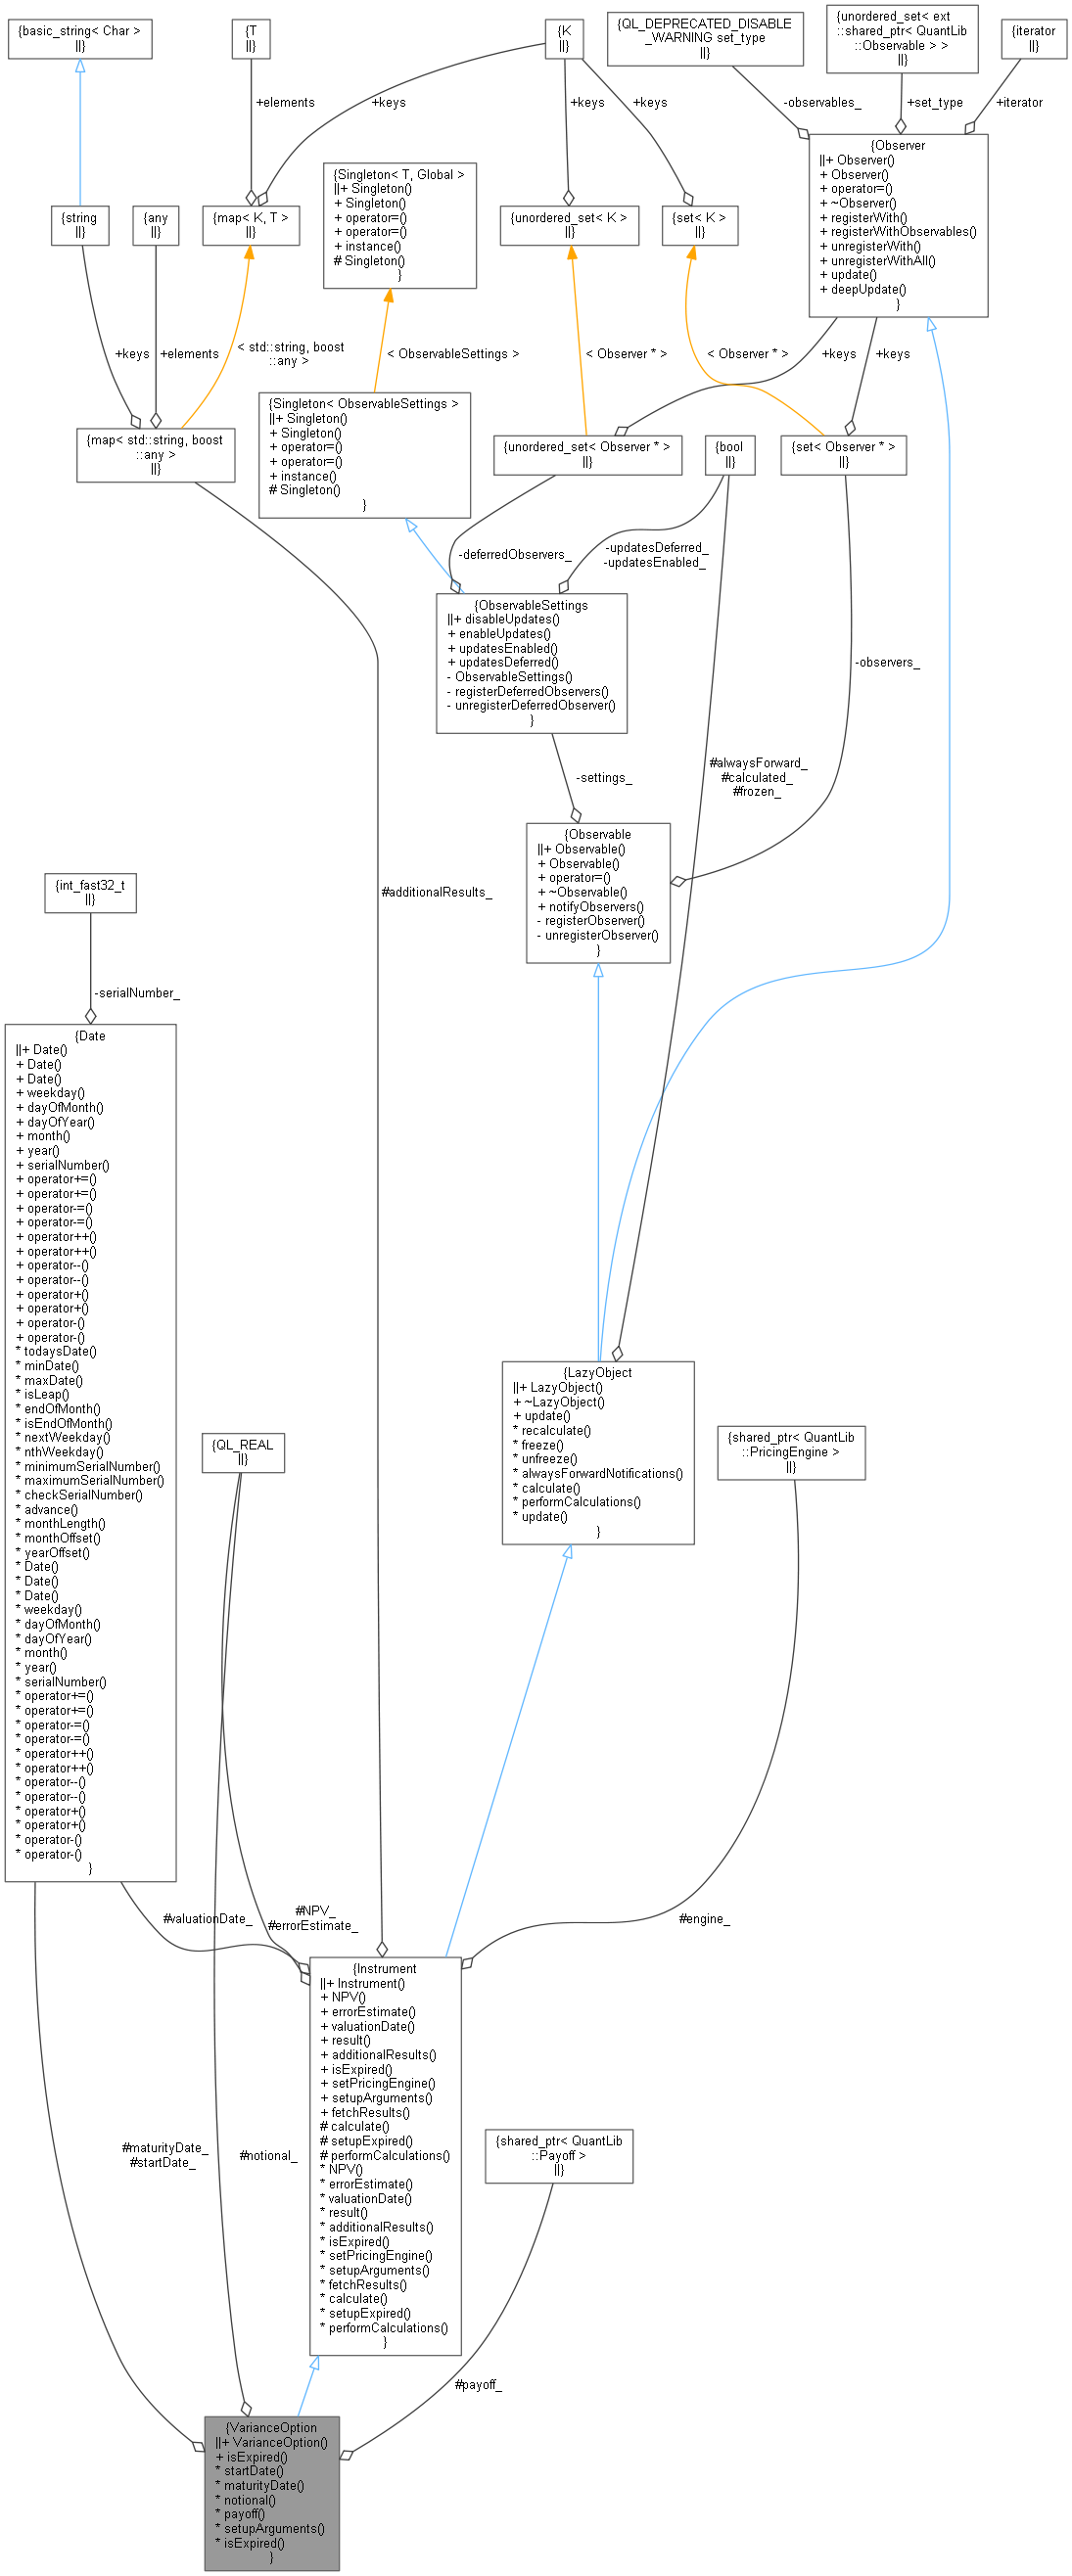 {basic_string< Char >
||}
{T
||}
{K
||}
{QL_DEPRECATED_DISABLE
_WARNING set_type
||}
{unordered_set< ext
::shared_ptr< QuantLib
::Observable > >
||}
{iterator
||}
+elements
+keys
+keys
+keys
-observables_
+set_type
+iterator
{string
||}
{any
||}
{map< K, T >
||}
{Singleton< T, Global >
||+ Singleton()
+ Singleton()
+ operator=()
+ operator=()
+ instance()
# Singleton()
}
{unordered_set< K >
||}
{set< K >
||}
{Observer
||+ Observer()
+ Observer()
+ operator=()
+ ~Observer()
+ registerWith()
+ registerWithObservables()
+ unregisterWith()
+ unregisterWithAll()
+ update()
+ deepUpdate()
}
+keys
+elements
< std::string, boost
::any >
< ObservableSettings >
< Observer * >
< Observer * >
+keys
+keys
{map< std::string, boost
::any >
||}
{Singleton< ObservableSettings >
||+ Singleton()
+ Singleton()
+ operator=()
+ operator=()
+ instance()
# Singleton()
}
{unordered_set< Observer * >
||}
{bool
||}
{set< Observer * >
||}
-deferredObservers_
-updatesDeferred_
-updatesEnabled_
{ObservableSettings
||+ disableUpdates()
+ enableUpdates()
+ updatesEnabled()
+ updatesDeferred()
- ObservableSettings()
- registerDeferredObservers()
- unregisterDeferredObserver()
}
-observers_
-settings_
#alwaysForward_
#calculated_
#frozen_
{Observable
||+ Observable()
+ Observable()
+ operator=()
+ ~Observable()
+ notifyObservers()
- registerObserver()
- unregisterObserver()
}
{int_fast32_t
||}
#additionalResults_
-serialNumber_
{Date
||+ Date()
+ Date()
+ Date()
+ weekday()
+ dayOfMonth()
+ dayOfYear()
+ month()
+ year()
+ serialNumber()
+ operator+=()
+ operator+=()
+ operator-=()
+ operator-=()
+ operator++()
+ operator++()
+ operator--()
+ operator--()
+ operator+()
+ operator+()
+ operator-()
+ operator-()
* todaysDate()
* minDate()
* maxDate()
* isLeap()
* endOfMonth()
* isEndOfMonth()
* nextWeekday()
* nthWeekday()
* minimumSerialNumber()
* maximumSerialNumber()
* checkSerialNumber()
* advance()
* monthLength()
* monthOffset()
* yearOffset()
* Date()
* Date()
* Date()
* weekday()
* dayOfMonth()
* dayOfYear()
* month()
* year()
* serialNumber()
* operator+=()
* operator+=()
* operator-=()
* operator-=()
* operator++()
* operator++()
* operator--()
* operator--()
* operator+()
* operator+()
* operator-()
* operator-()
}
{LazyObject
||+ LazyObject()
+ ~LazyObject()
+ update()
* recalculate()
* freeze()
* unfreeze()
* alwaysForwardNotifications()
* calculate()
* performCalculations()
* update()
}
{QL_REAL
||}
{shared_ptr< QuantLib
::PricingEngine >
||}
#valuationDate_
#NPV_
#errorEstimate_
#engine_
{Instrument
||+ Instrument()
+ NPV()
+ errorEstimate()
+ valuationDate()
+ result()
+ additionalResults()
+ isExpired()
+ setPricingEngine()
+ setupArguments()
+ fetchResults()
# calculate()
# setupExpired()
# performCalculations()
* NPV()
* errorEstimate()
* valuationDate()
* result()
* additionalResults()
* isExpired()
* setPricingEngine()
* setupArguments()
* fetchResults()
* calculate()
* setupExpired()
* performCalculations()
}
#maturityDate_
#startDate_
#notional_
{shared_ptr< QuantLib
::Payoff >
||}
#payoff_
{VarianceOption
||+ VarianceOption()
+ isExpired()
* startDate()
* maturityDate()
* notional()
* payoff()
* setupArguments()
* isExpired()
}